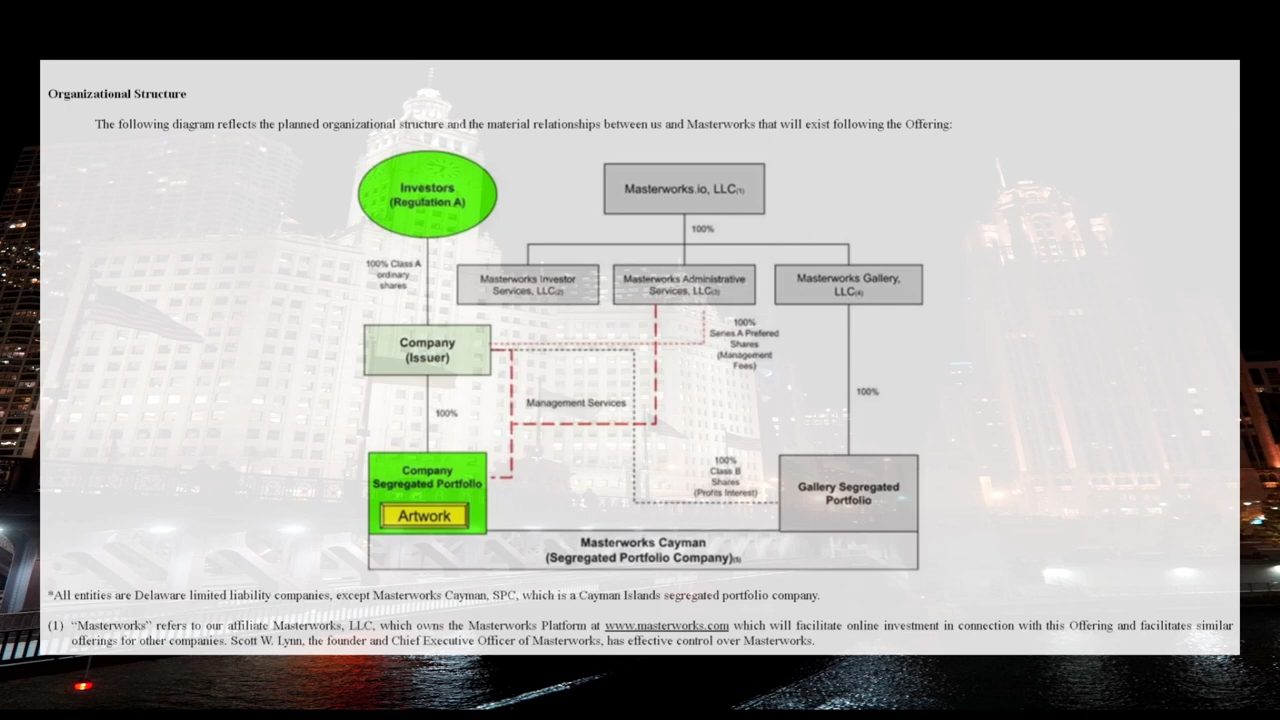 Organizational Structure
The following diagram reflects the planned organizational structure and the material relationships between us and Masterworks that will exist following the Offering:
Investors
(Regulation A)
Masterworks.io, LLC(1)
100%
100% Class A
ordinary
shares
Masterworks Investor
Services, LLC(2)
Masterworks Administrative
Services, LLC(3)
Masterworks Gallery,
LLC(4)
Company
(Issuer)
100%
Series A Prefered
Shares
(Management
Fees)
100%
Management Services
100%
Company
Segregated Portfolio
Artwork
100%
Class B
Shares
(Profits Interest)
Gallery Segregated
Portfolio
Masterworks Cayman
(Segregated Portfolio Company)(5)
*All entities are Delaware limited liability companies, except Masterworks Cayman, SPC, which is a Cayman Islands segregated portfolio company.
(1) “Masterworks” refers to our affiliate Masterworks, LLC, which owns the Masterworks Platform at www.masterworks.com which will facilitate online investment in connection with this Offering and facilitates similar
offerings for other companies. Scott W. Lynn, the founder and Chief Executive Officer of Masterworks, has effective control over Masterworks.